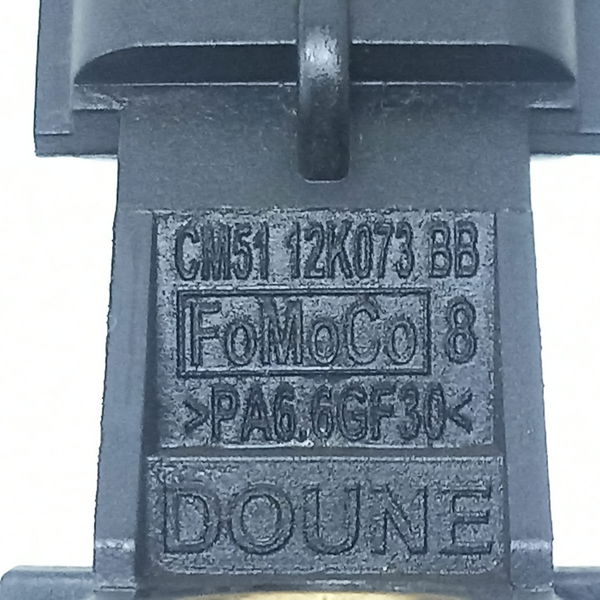 CM51 12K073 BB
FoMoCo 8
>PA6.6GF30<
DOUNE